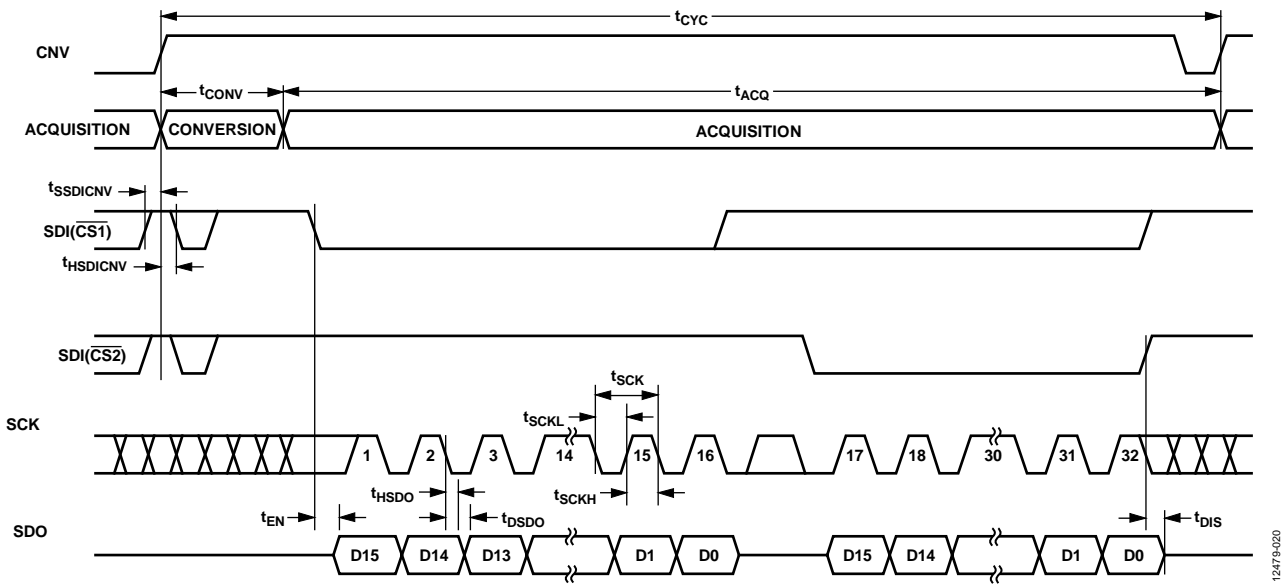 tCYC
CNV
tCONV
tACQ
ACQUISITION CONVERSION ACQUISITION
tSSDICNV
SDI(CS1)
tHSDICNV
SDI(CS2)
tSCK
tSCKL
SCK
1 2 3 14 15 16 17 18 30 31 32
tHSDO
tSCKH
tEN
tDSDO
tDIS
SDO
D15 D14 D13 D1 D0 D15 D14 D1 D0
12479-020